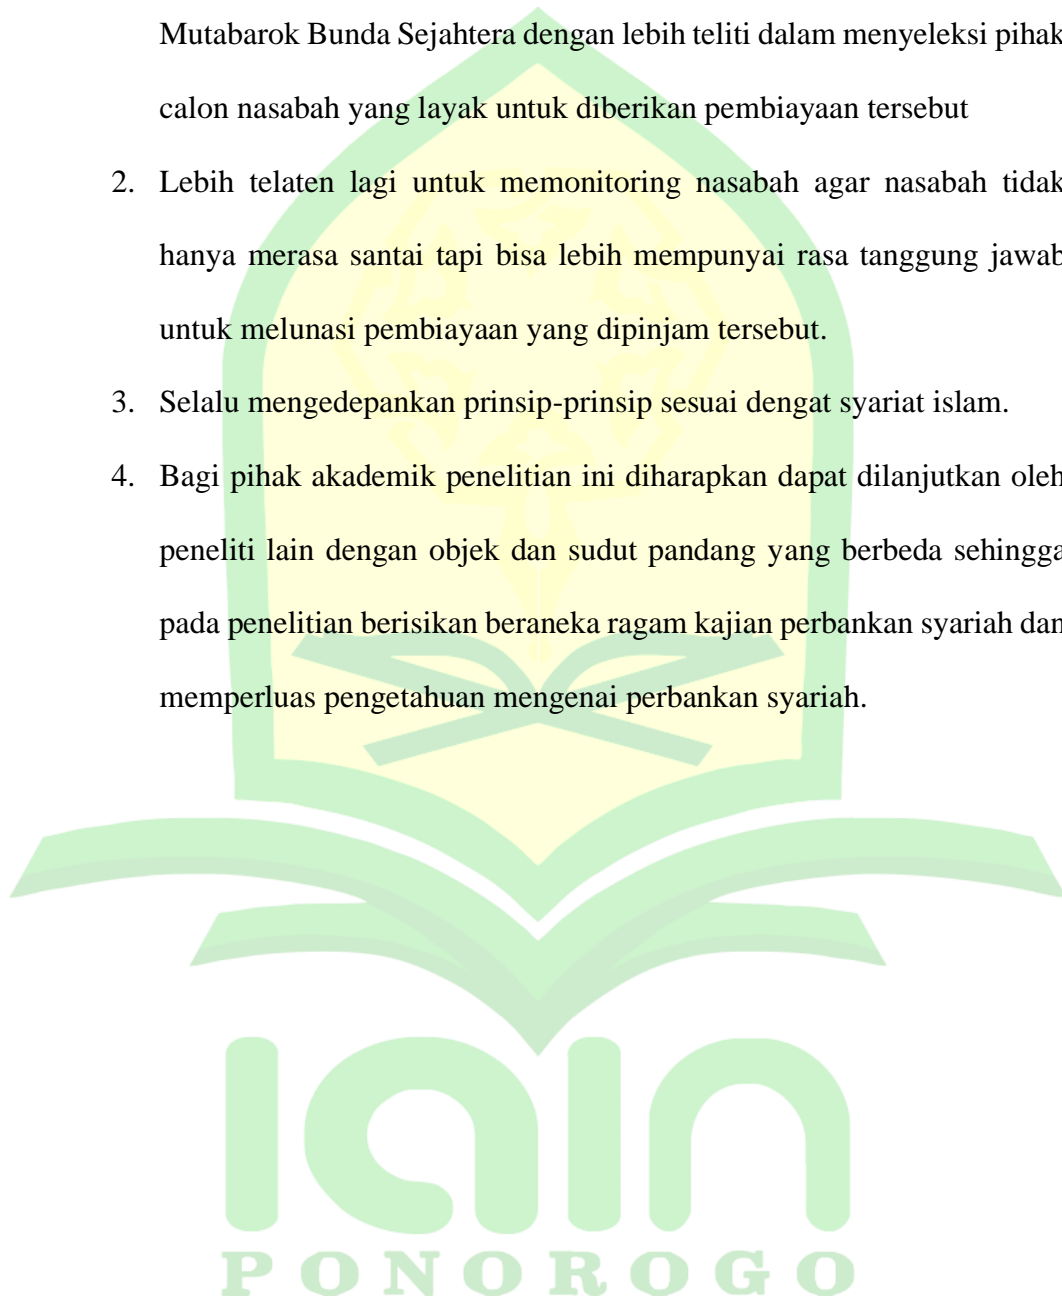 Mutabarok Bunda Sejahtera dengan lebih teliti dalam menyeleksi pihak
calon nasabah yang layak untuk diberikan pembiayaan tersebut
2. Lebih telaten lagi untuk memonitoring nasabah agar nasabah tidak
hanya merasa santai tapi bisa lebih mempunyai rasa tanggung jawab
untuk melunasi pembiayaan yang dipinjam tersebut.
3. Selalu mengedepankan prinsip-prinsip sesuai dengat syariat islam.
4. Bagi pihak akademik penelitian ini diharapkan dapat dilanjutkan oleh
peneliti lain dengan objek dan sudut pandang yang berbeda sehingga
pada penelitian berisikan beraneka ragam kajian perbankan syariah dan
memperluas pengetahuan mengenai perbankan syariah.
IAIN
PONOROGO